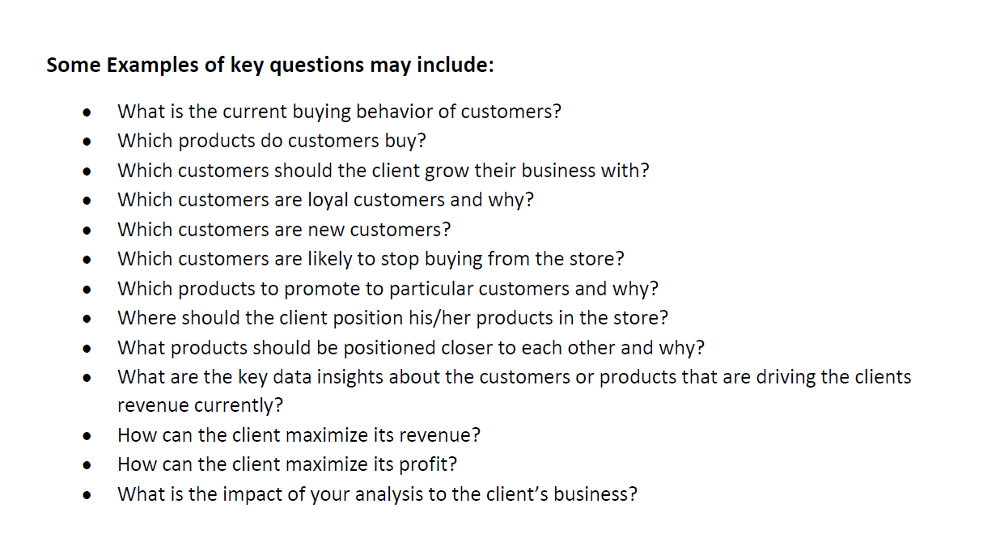 Some Examples of key questions may include:
• What is the current buying behavior of customers?
• Which products do customers buy?
• Which customers should the client grow their business with?
• Which customers are loyal customers and why?
• Which customers are new customers?
• Which customers are likely to stop buying from the store?
• Which products to promote to particular customers and why?
• Where should the client position his/her products in the store?
• What products should be positioned closer to each other and why?
• What are the key data insights about the customers or products that are driving the clients
revenue currently?
• How can the client maximize its revenue?
• How can the client maximize its profit?
• What is the impact of your analysis to the client’s business?